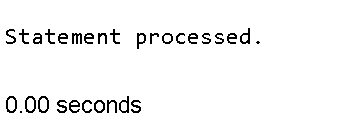 Statement processed.
0.00 seconds